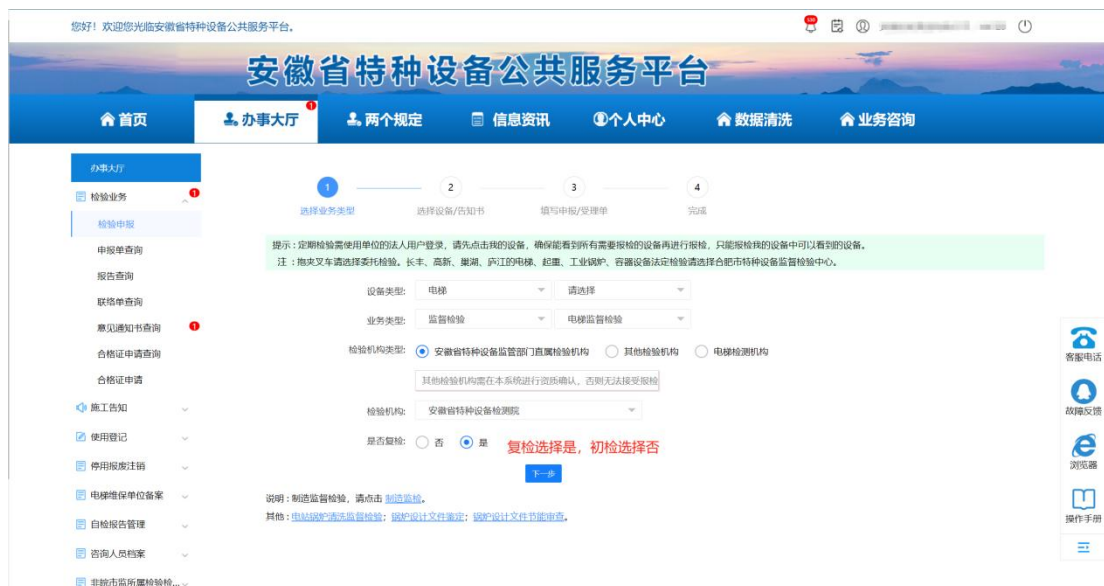 您好！欢迎您光临安徽省特种设备公共服务平台。
安徽省特种设备公共服务平台
首页 办事大厅 1 两个规定 信息资讯 个人中心 数据清洗 业务咨询
办事大厅
检验业务 1
检验申报
申报单查询
报告查询
联络单查询
意见通知书查询 1
合格证申请查询
合格证申请
施工告知
使用登记
停用报废注销
电梯维保单位备案
自检报告管理
咨询人员档案
1 2 3 4
选择业务类型 选择设备/告知书 填写申报/受理单 完成
提示：定期检验需使用单位的法人用户登录，请先点击我的设备，确保能看到所有需要报检的设备再进行报检，只能报检我的设备中可以看到的设备。
注 ：抱夹叉车请选择委托检验。长丰、高新、巢湖、庐江的电梯、起重、工业锅炉、容器设备法定检验请选择合肥市特种设备监督检验中心。
设备类型: 电梯 请选择
业务类型: 监督检验 电梯监督检验
检验机构类型: 安徽省特种设备监管部门直属检验机构 其他检验机构 电梯检测机构
其他检验机构需在本系统进行资质确认，否则无法接受报检
检验机构: 安徽省特种设备检测院
是否复检: 否 是 复检选择是，初检选择否
下一步
说明：制造监督检验，请点击 制造监检。
其他：电站锅炉清洗监督检验；锅炉设计文件鉴定；锅炉设计文件节能审查。
客服电话
故障反馈
浏览器
操作手册